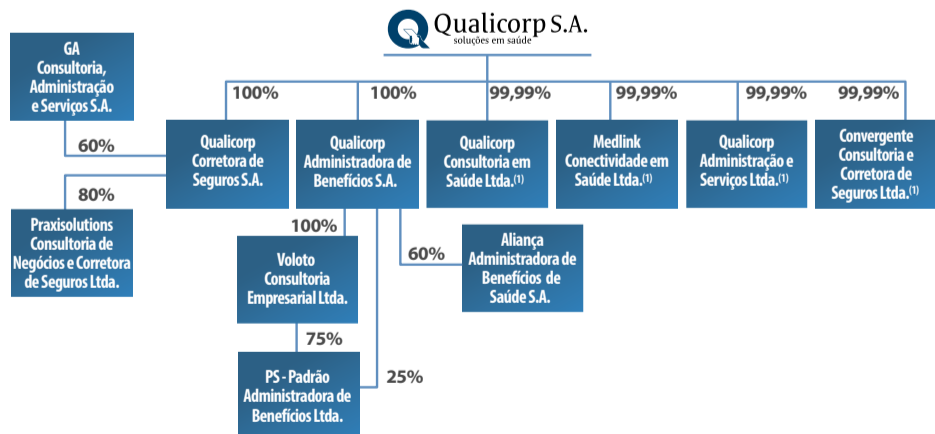 Qualicorp S.A.
soluções em saúde
GA
Consultoria,
Administração
e Serviços S.A.
100%
100%
99,99%
99,99%
99,99%
99,99%
60%
Qualicorp
Corretora de
Seguros S.A.
Qualicorp
Administradora de
Benefícios S.A.
Qualicorp
Consultoria em
Saúde Ltda.(1)
Medlink
Conectividade em
Saúde Ltda.(1)
Qualicorp
Administração e
Serviços Ltda.(1)
Convergente
Consultoria e
Corretora de
Seguros Ltda.(1)
80%
Praxisolutions
Consultoria de
Negócios e Corretora
de Seguros Ltda.
100%
Voloto
Consultoria
Empresarial Ltda.
60%
Aliança
Administradora de
Benefícios de
Saúde S.A.
75%
PS - Padrão
Administradora de
Benefícios Ltda.
25%